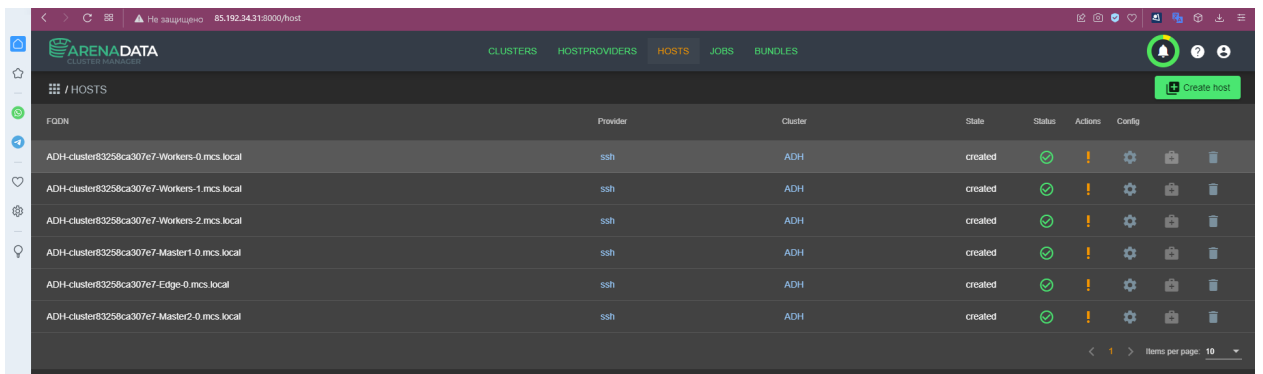 Не защищено 85.192.34.31:8000/host
ARENADATA
CLUSTER MANAGER
CLUSTERS HOSTPROVIDERS HOSTS JOBS BUNDLES
/ HOSTS
Create host
FQDN Provider Cluster State Status Actions Config
ADH-cluster83258ca307e7-Workers-0.mcs.local ssh ADH created
ADH-cluster83258ca307e7-Workers-1.mcs.local ssh ADH created
ADH-cluster83258ca307e7-Workers-2.mcs.local ssh ADH created
ADH-cluster83258ca307e7-Master1-0.mcs.local ssh ADH created
ADH-cluster83258ca307e7-Edge-0.mcs.local ssh ADH created
ADH-cluster83258ca307e7-Master2-0.mcs.local ssh ADH created
1 Items per page: 10